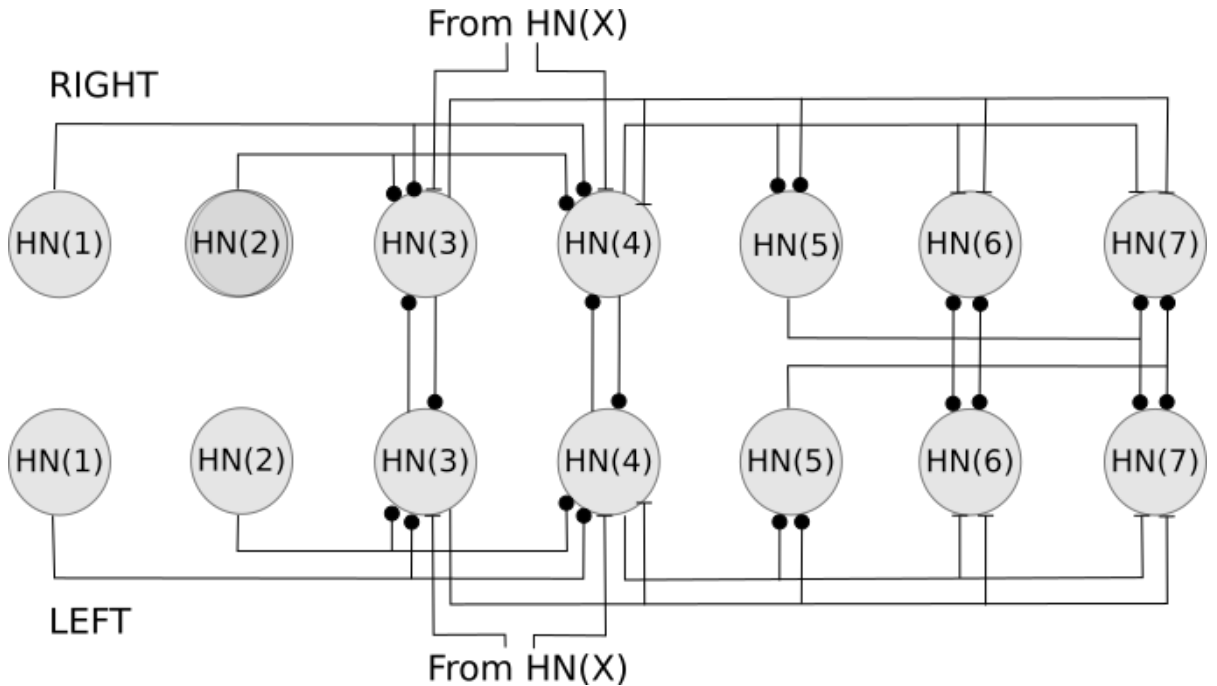 From HN(X)
RIGHT
HN(1) HN(2) HN(3) HN(4) HN(5) HN(6) HN(7)
HN(1) HN(2) HN(3) HN(4) HN(5) HN(6) HN(7)
LEFT
From HN(X)